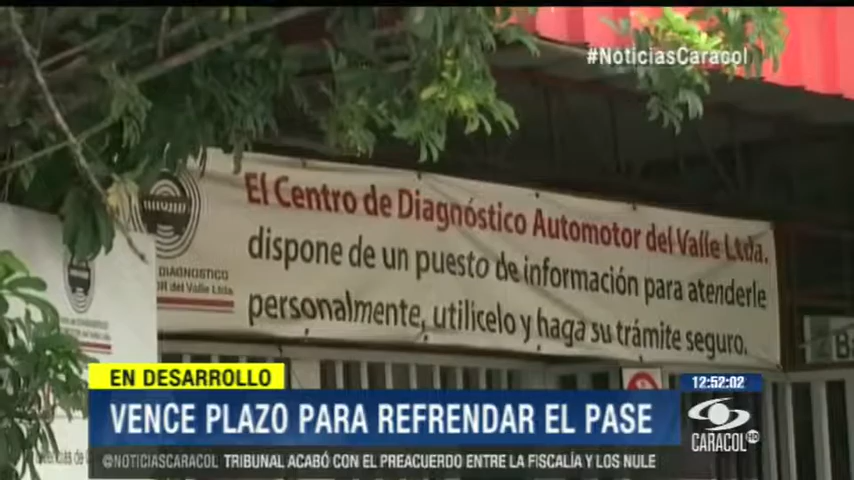 #NoticiasCaracol
El Centro de Diagnóstico Automotor del Valle Ltda.
dispone de un puesto de información para atenderle
personalmente, utilícelo y haga su trámite seguro.
DIAGNOSTICO
del Valle Ltda.
EN DESARROLLO
12:52:02
VENCE PLAZO PARA REFRENDAR EL PASE
CARACOL HD
@NOTICIASCARACOL TRIBUNAL ACABÓ CON EL PREACUERDO ENTRE LA FISCALÍA Y LOS NULE